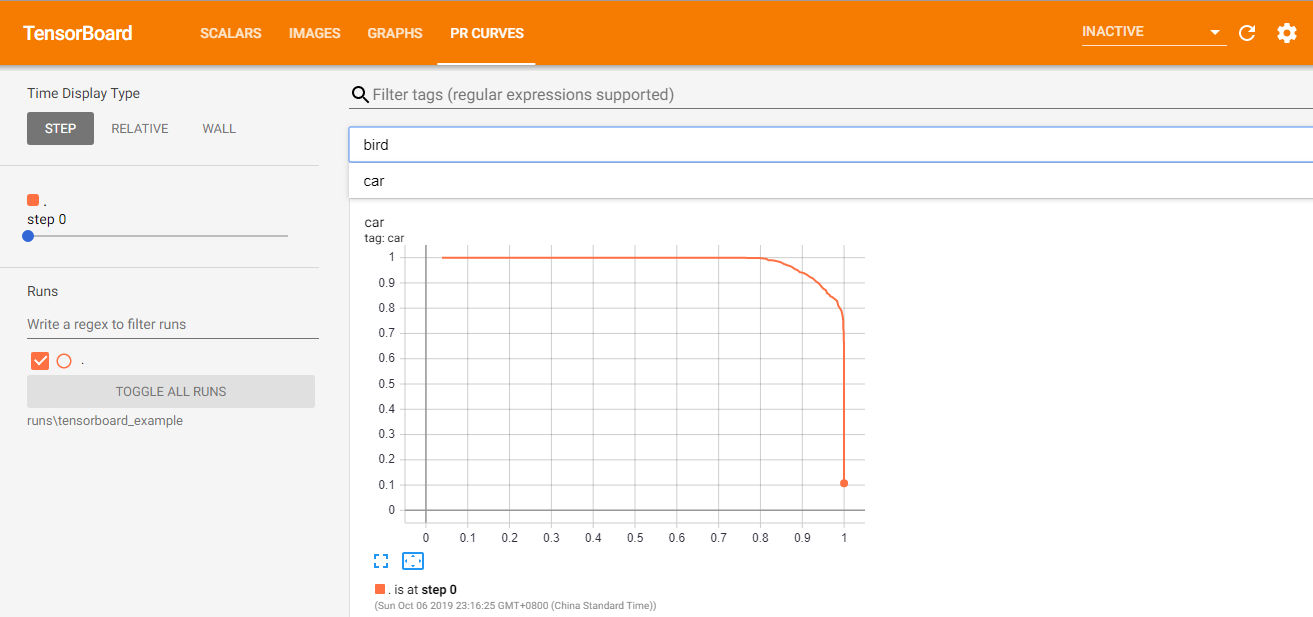 TensorBoard SCALARS IMAGES GRAPHS PR CURVES INACTIVE
Time Display Type
STEP RELATIVE WALL
.
step 0
Runs
Write a regex to filter runs
.
TOGGLE ALL RUNS
runs\tensorboard_example
Filter tags (regular expressions supported)
bird
car
car
tag: car
1
0.9
0.8
0.7
0.6
0.5
0.4
0.3
0.2
0.1
0
0 0.1 0.2 0.3 0.4 0.5 0.6 0.7 0.8 0.9 1
. is at step 0
(Sun Oct 06 2019 23:16:25 GMT+0800 (China Standard Time))